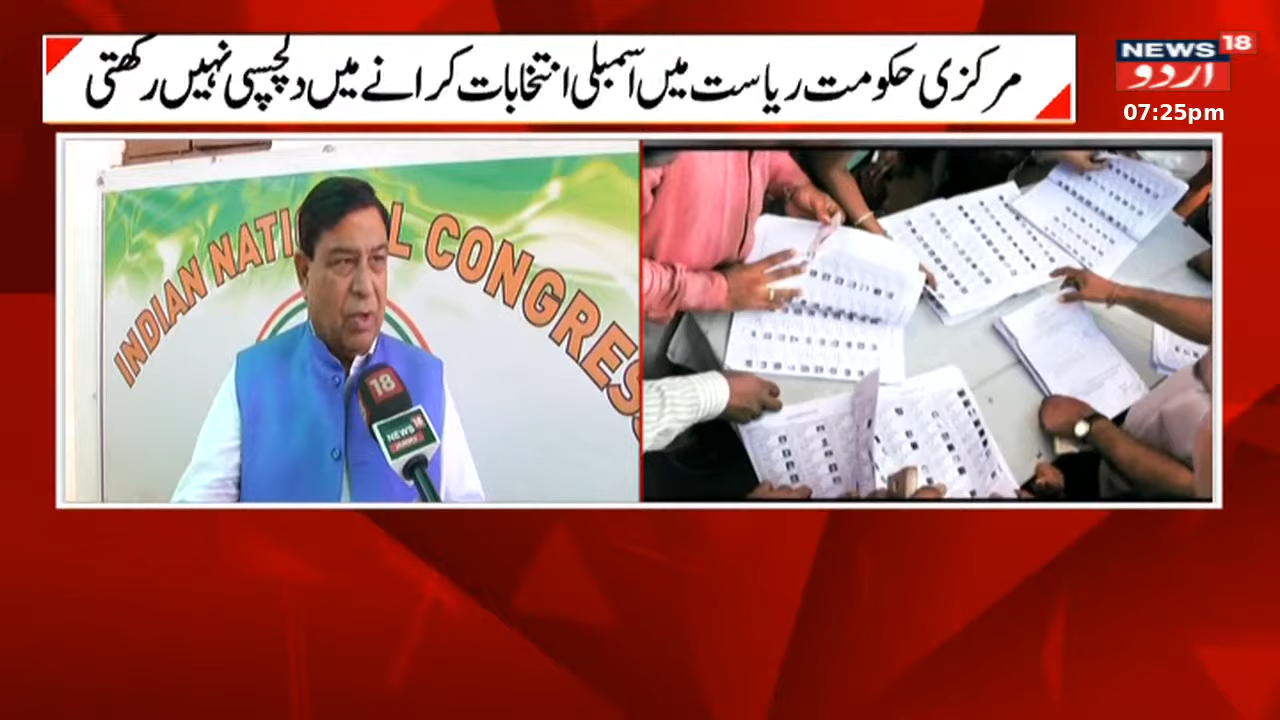 مرکزی حکومت ریاست میں اسمبلی انتخابات کرانے میں دلچسپی نہیں رکھتی
NEWS 18
اردو
07:25pm
INDIAN NATI L CONGRESS
18
NEWS 18